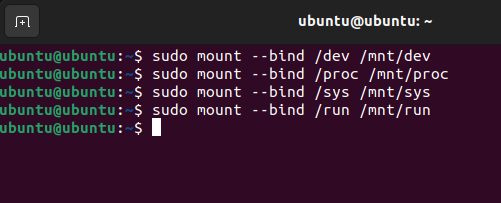 ubuntu@ubuntu: ~
ubuntu@ubuntu:~$ sudo mount --bind /dev /mnt/dev
ubuntu@ubuntu:~$ sudo mount --bind /proc /mnt/proc
ubuntu@ubuntu:~$ sudo mount --bind /sys /mnt/sys
ubuntu@ubuntu:~$ sudo mount --bind /run /mnt/run
ubuntu@ubuntu:~$